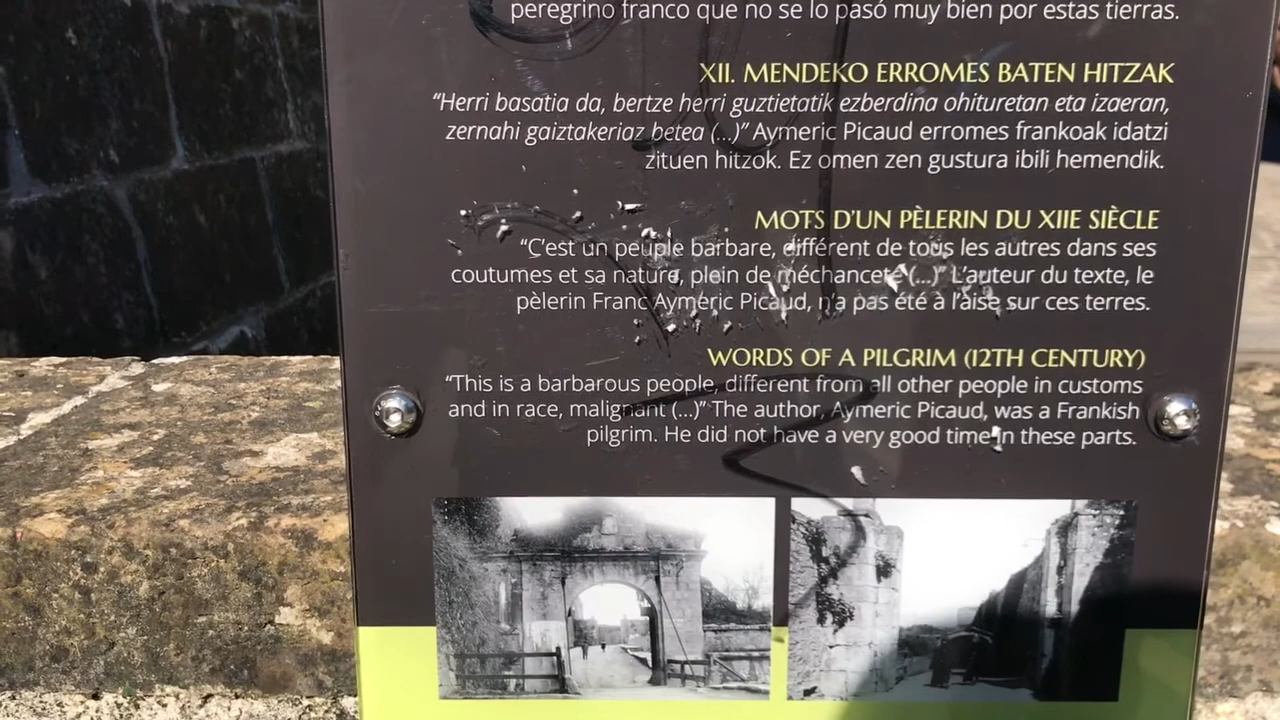 peregrino franco que no se lo pasó muy bien por estas tierras.
XII. MENDEKO ERROMES BATEN HITZAK
“Herri basatia da, bertze herri guztietatik ezberdina ohituretan eta izaeran,
zernahi gaiztakeriaz betea (...)” Aymeric Picaud erromes frankoak idatzi
zituen hitzok. Ez omen zen gustura ibili hemendik.
MOTS D’UN PÈLERIN DU XIIE SIÈCLE
“C’est un peuple barbare, différent de tous les autres dans ses
coutumes et sa nature, plein de méchanceté (...)” L’auteur du texte, le
pèlerin Franc Aymeric Picaud, n’a pas été à l’aise sur ces terres.
WORDS OF A PILGRIM (12TH CENTURY)
“This is a barbarous people, different from all other people in customs
and in race, malignant (...)” The author, Aymeric Picaud, was a Frankish
pilgrim. He did not have a very good time in these parts.